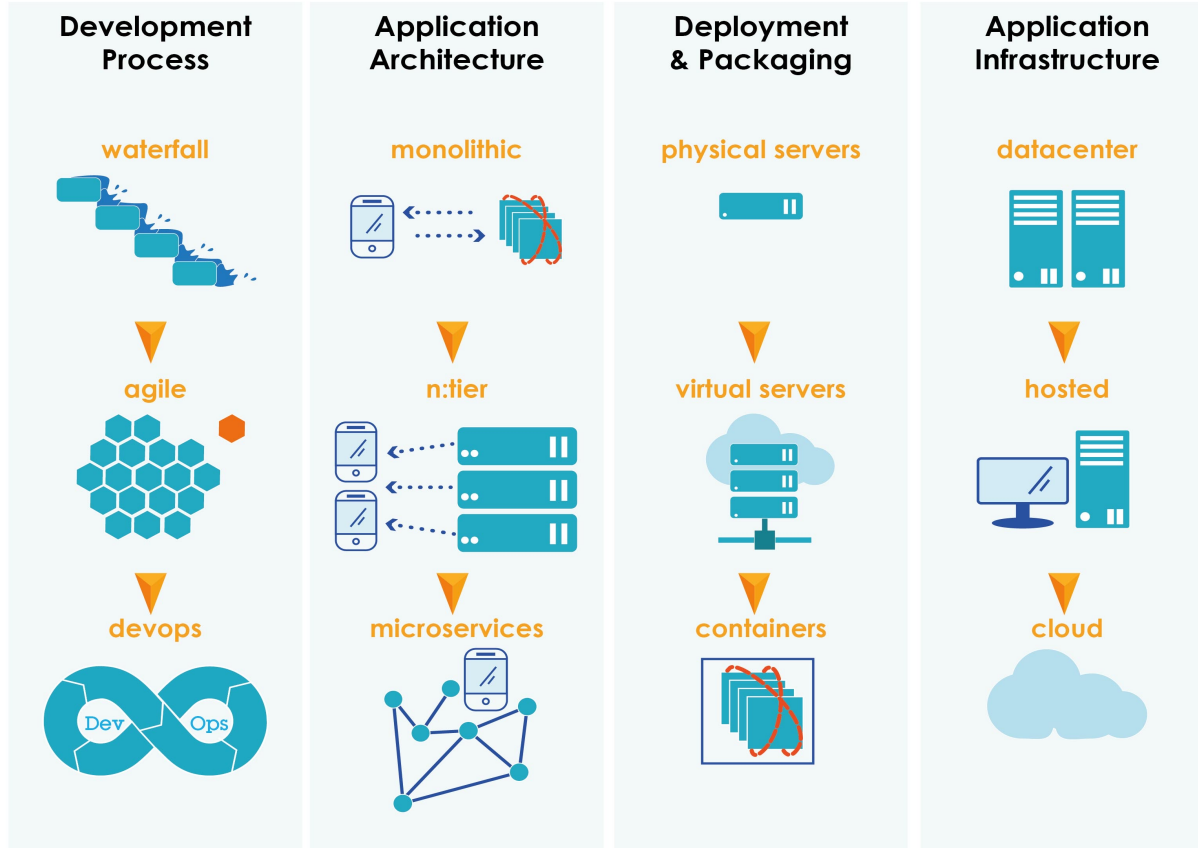 Development
Process
waterfall
agile
devops
Dev
Ops
Application
Architecture
monolithic
n:tier
microservices
Deployment
& Packaging
physical servers
virtual servers
containers
Application
Infrastructure
datacenter
hosted
cloud